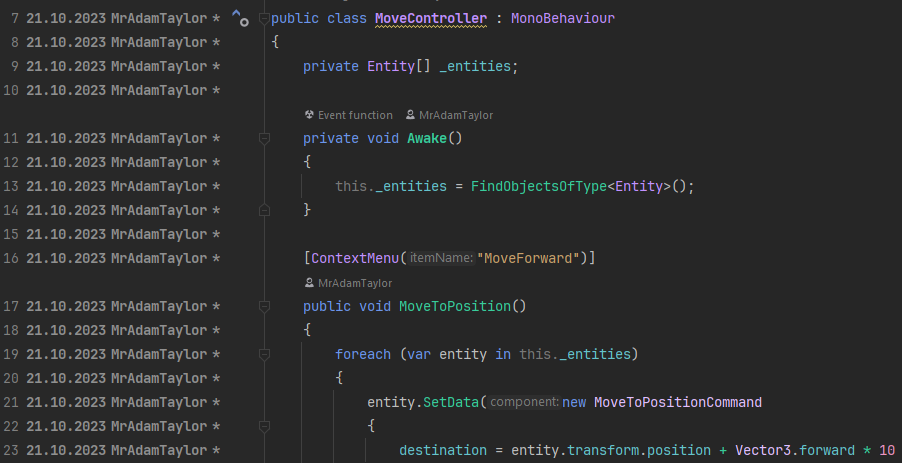 7 21.10.2023 MrAdamTaylor * public class MoveController : MonoBehaviour
8 21.10.2023 MrAdamTaylor * {
9 21.10.2023 MrAdamTaylor * private Entity[] _entities;
10 21.10.2023 MrAdamTaylor *
Event function MrAdamTaylor
11 21.10.2023 MrAdamTaylor * private void Awake()
12 21.10.2023 MrAdamTaylor * {
13 21.10.2023 MrAdamTaylor * this._entities = FindObjectsOfType<Entity>();
14 21.10.2023 MrAdamTaylor * }
15 21.10.2023 MrAdamTaylor *
16 21.10.2023 MrAdamTaylor * [ContextMenu(itemName:"MoveForward")]
MrAdamTaylor
17 21.10.2023 MrAdamTaylor * public void MoveToPosition()
18 21.10.2023 MrAdamTaylor * {
19 21.10.2023 MrAdamTaylor * foreach (var entity in this._entities)
20 21.10.2023 MrAdamTaylor * {
21 21.10.2023 MrAdamTaylor * entity.SetData(component:new MoveToPositionCommand
22 21.10.2023 MrAdamTaylor * {
23 21.10.2023 MrAdamTaylor * destination = entity.transform.position + Vector3.forward * 10